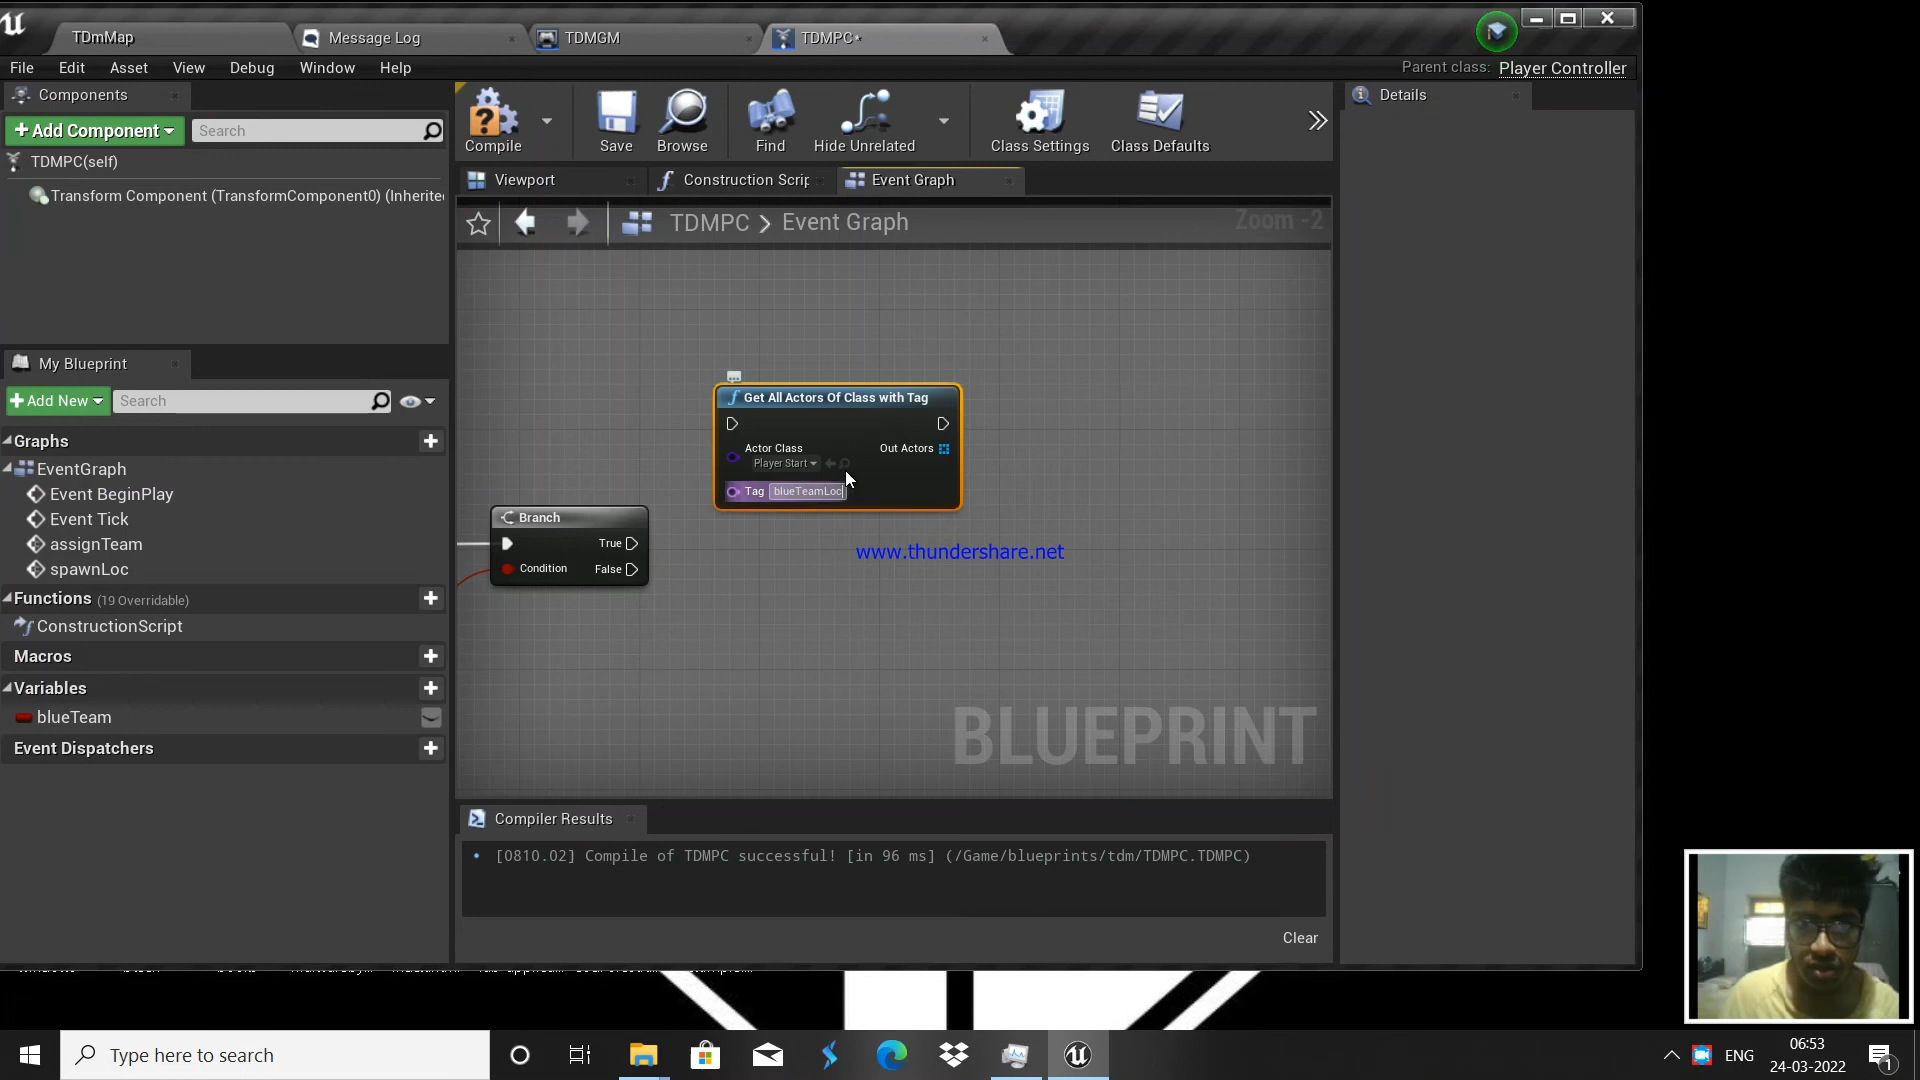 TDmMap
Message Log
TDMGM
TDMPC*
File
Edit
Asset
View
Debug
Window
Help
Parent class: Player Controller
Components
Add Component
Search
TDMPC(self)
Transform Component (TransformComponent0) (Inherite
Compile
Save
Browse
Find
Hide Unrelated
Class Settings
Class Defaults
Details
Viewport
Construction Scrip
Event Graph
TDMPC > Event Graph
Zoom -2
My Blueprint
Add New
Search
Graphs
EventGraph
Event BeginPlay
Event Tick
assignTeam
spawnLoc
Functions (19 Overridable)
ConstructionScript
Macros
Variables
blueTeam
Event Dispatchers
Get All Actors Of Class with Tag
Actor Class
Out Actors
Player Start
Tag blueTeamLoc
Branch
True
Condition
False
www.thundershare.net
BLUEPRINT
Compiler Results
[0810.02] Compile of TDMPC successful! [in 96 ms] (/Game/blueprints/tdm/TDMPC.TDMPC)
Clear
Type here to search
ENG
06:53
24-03-2022
1